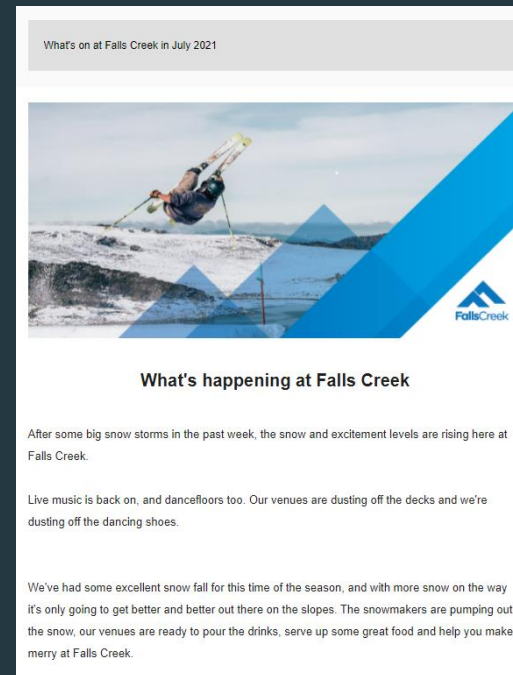 What's on at Falls Creek in July 2021
FallsCreek
What's happening at Falls Creek
After some big snow storms in the past week, the snow and excitement levels are rising here at
Falls Creek.
Live music is back on, and dancefloors too. Our venues are dusting off the decks and we're
dusting off the dancing shoes.
We've had some excellent snow fall for this time of the season, and with more snow on the way
it's only going to get better and better out there on the slopes. The snowmakers are pumping out
the snow, our venues are ready to pour the drinks, serve up some great food and help you make
merry at Falls Creek.